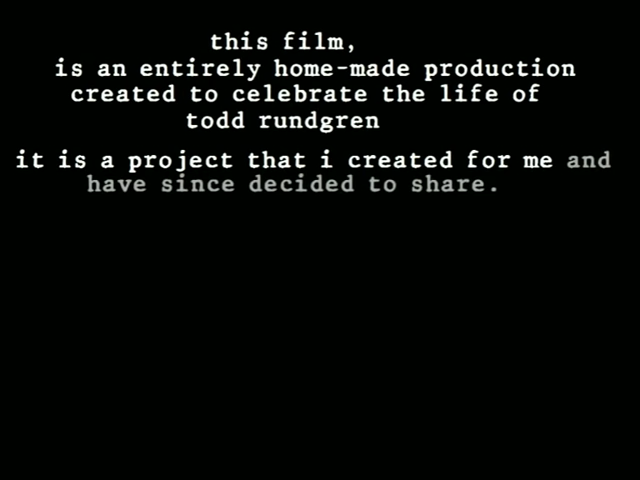 this film,
is an entirely home-made production
created to celebrate the life of
todd rundgren
it is a project that i created for me and
have since decided to share.